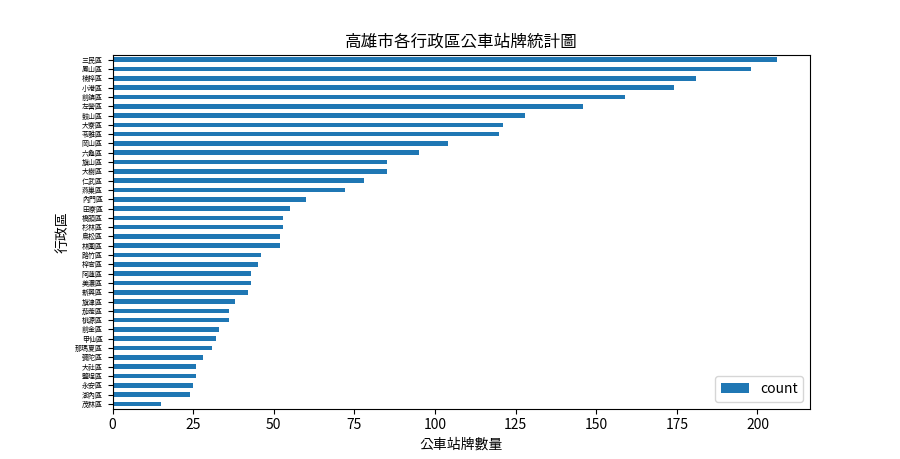 高雄市各行政區公車站牌統計圖
三民區
鳳山區
楠梓區
小港區
前鎮區
左營區
鼓山區
大寮區
苓雅區
岡山區
六龜區
旗山區
大樹區
仁武區
燕巢區
內門區
田寮區
橋頭區
杉林區
鳥松區
林園區
路竹區
梓官區
阿蓮區
美濃區
新興區
旗津區
茄萣區
桃源區
前金區
甲仙區
那瑪夏區
彌陀區
大社區
鹽埕區
永安區
湖內區
茂林區
行政區
0 25 50 75 100 125 150 175 200
公車站牌數量
count